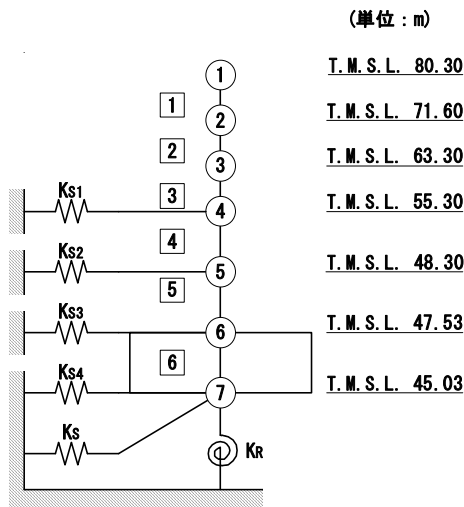 (単位:m)
① T.M.S.L. 80.30
1
② T.M.S.L. 71.60
2
③ T.M.S.L. 63.30
3
KS1 ④ T.M.S.L. 55.30
4
KS2 ⑤ T.M.S.L. 48.30
5
KS3 ⑥ T.M.S.L. 47.53
6
KS4 ⑦ T.M.S.L. 45.03
KS KR